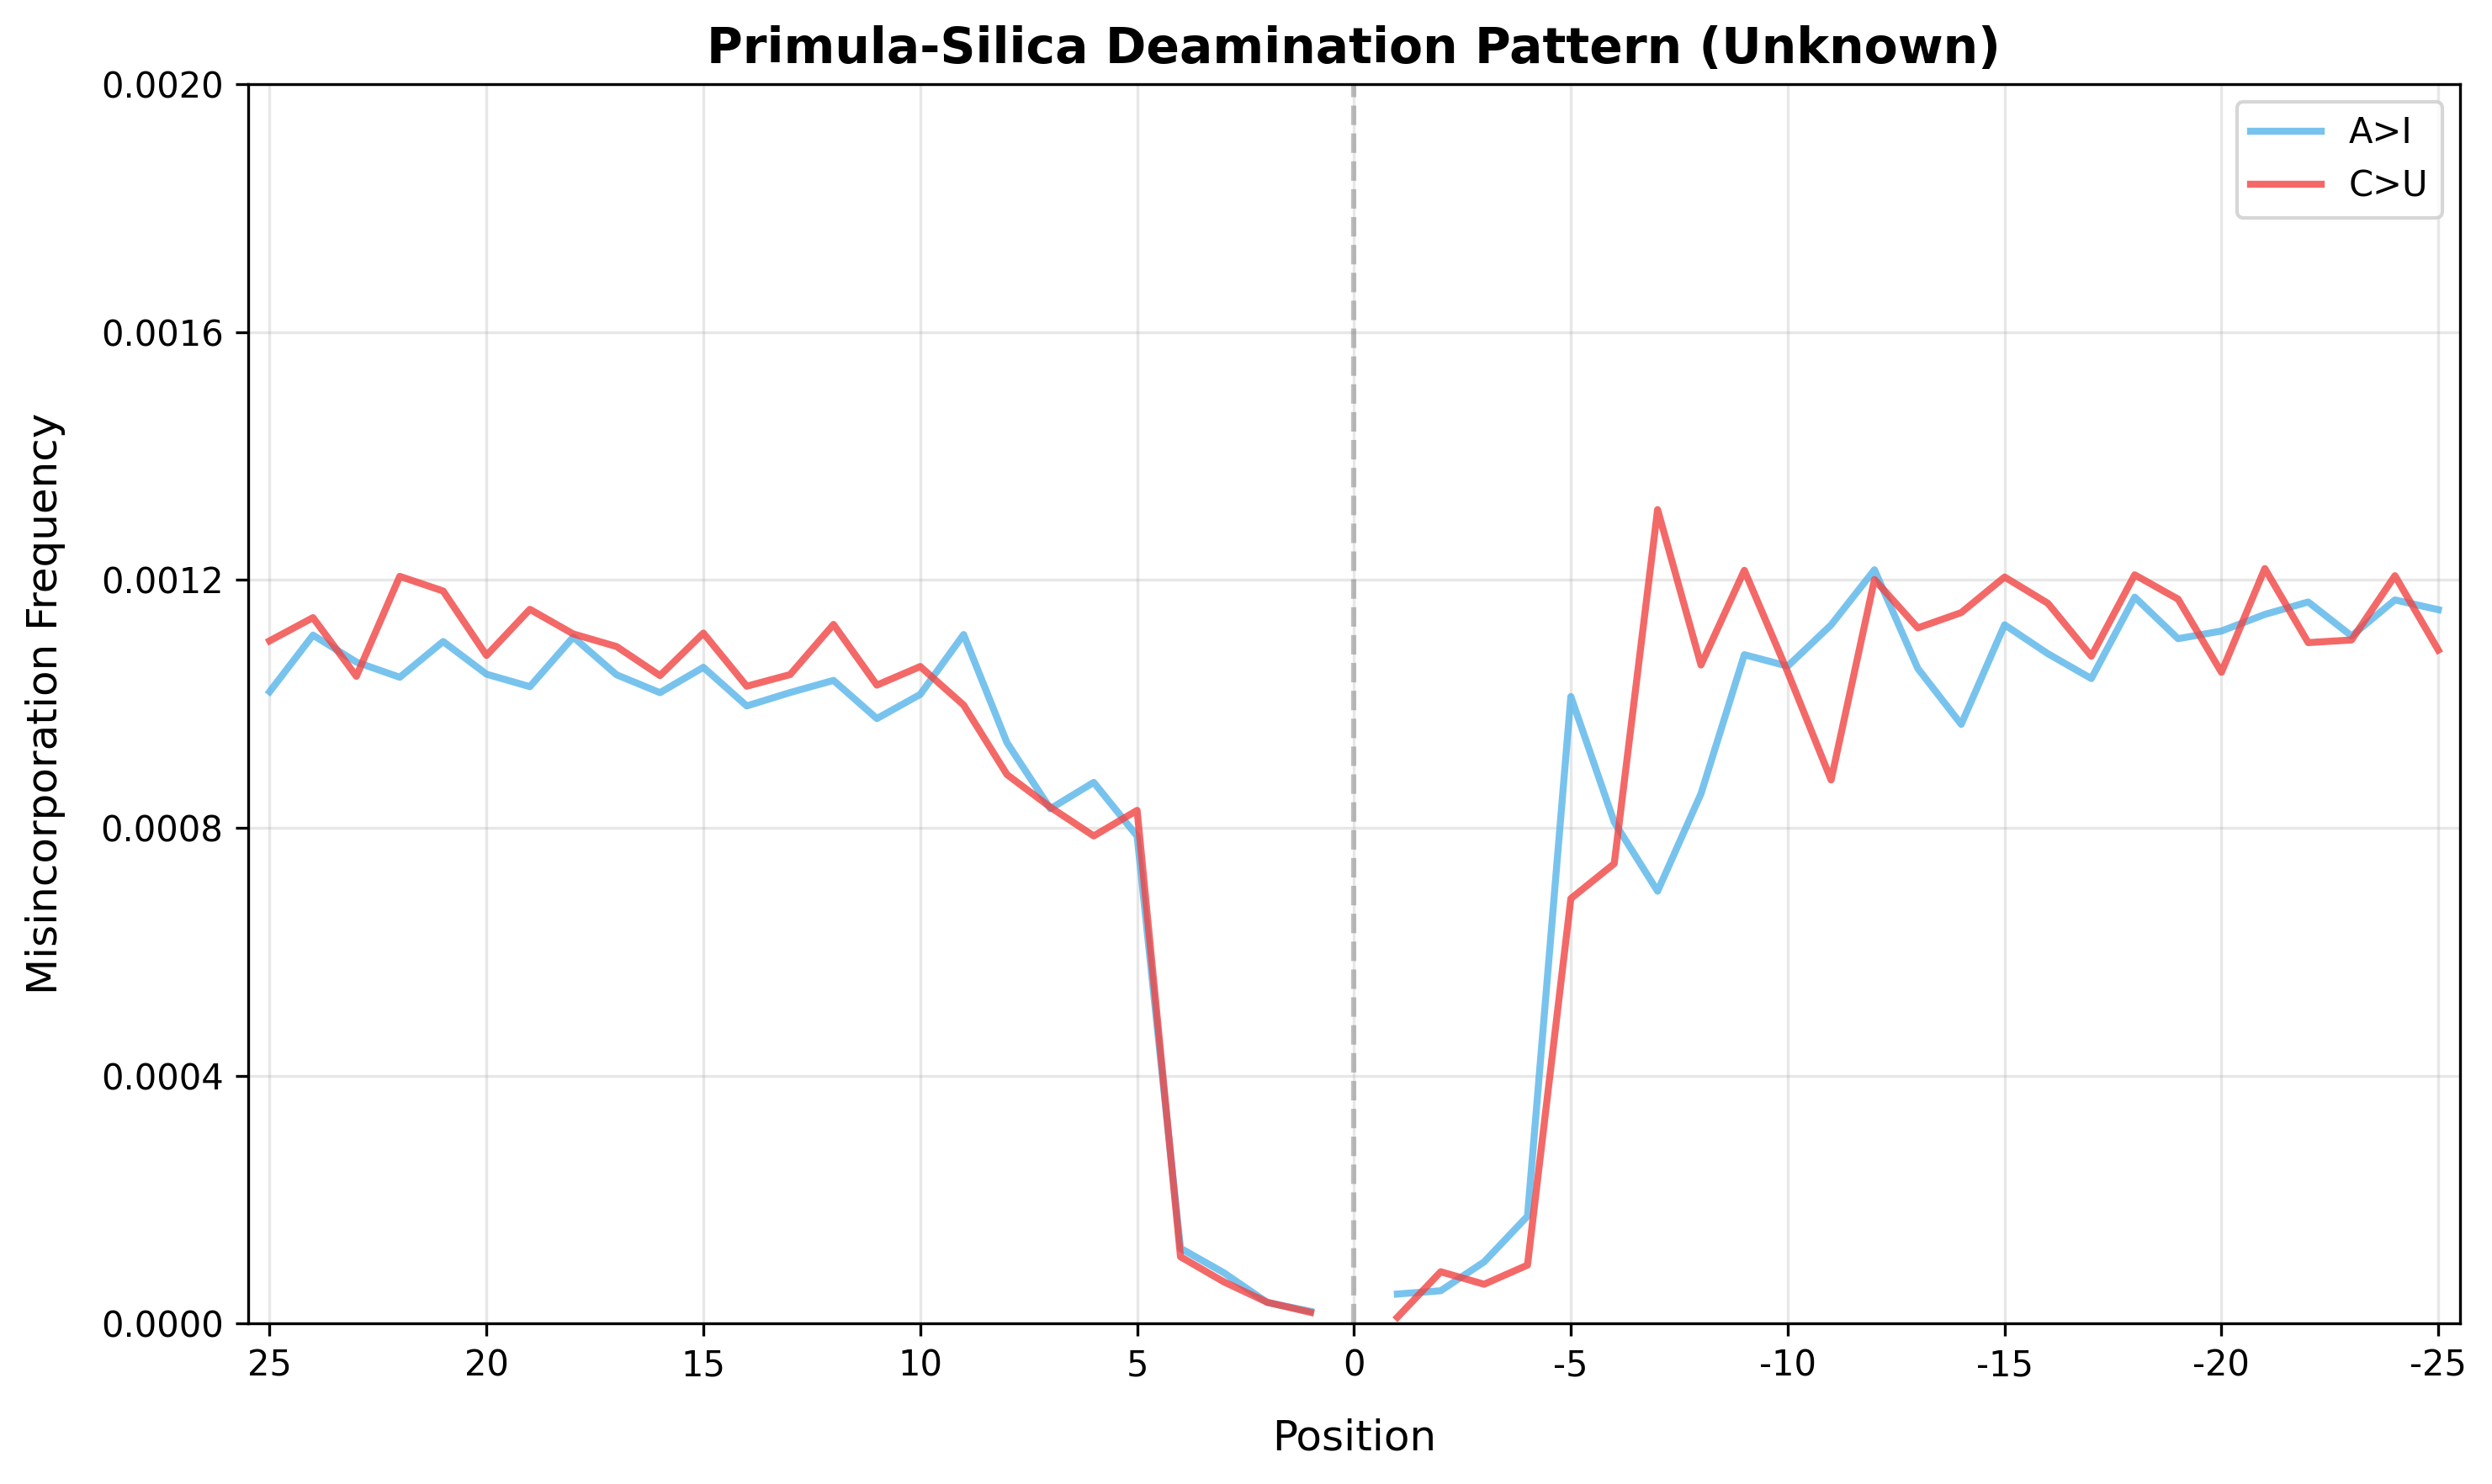 Primula-Silica Deamination Pattern (Unknown)
0.0020
0.0016
0.0012
0.0008
0.0004
0.0000
Misincorporation Frequency
A>I
C>U
25 20 15 10 5 0 -5 -10 -15 -20 -25
Position